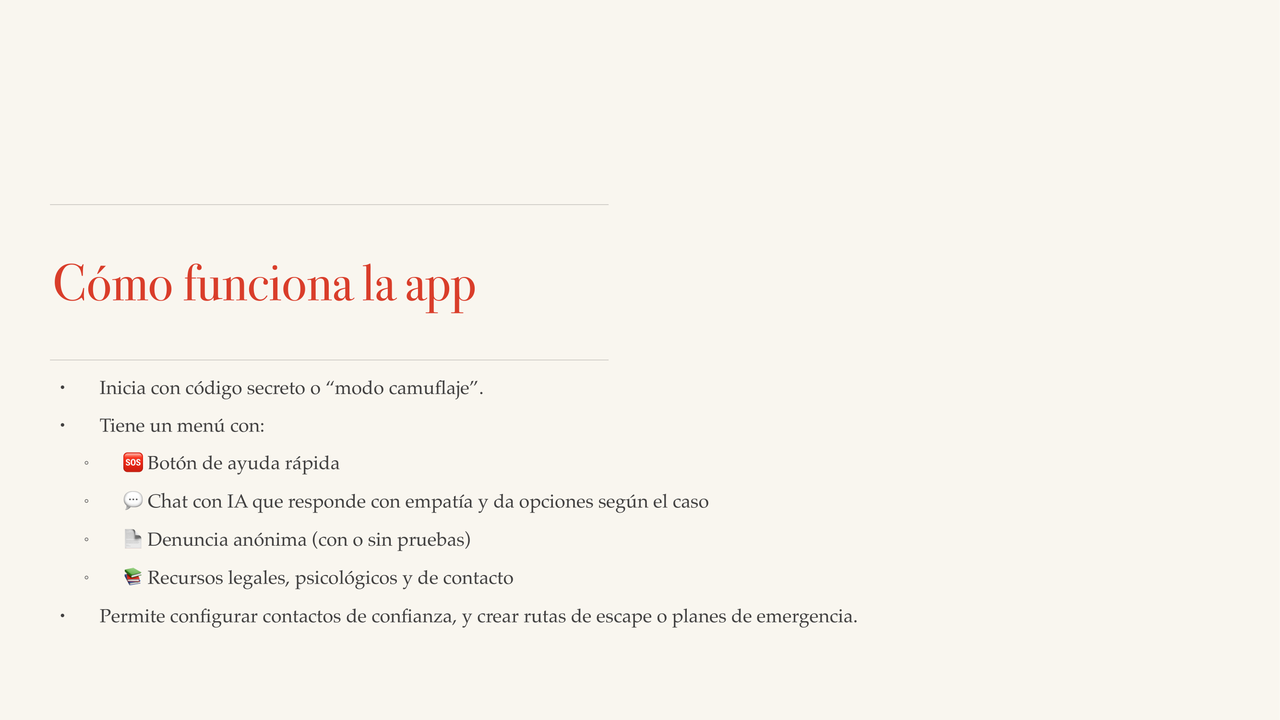 Cómo funciona la app
• Inicia con código secreto o “modo camuflaje”.
• Tiene un menú con:
◦ 🆘 Botón de ayuda rápida
◦ 💬 Chat con IA que responde con empatía y da opciones según el caso
◦ 📄 Denuncia anónima (con o sin pruebas)
◦ 📚 Recursos legales, psicológicos y de contacto
• Permite configurar contactos de confianza, y crear rutas de escape o planes de emergencia.